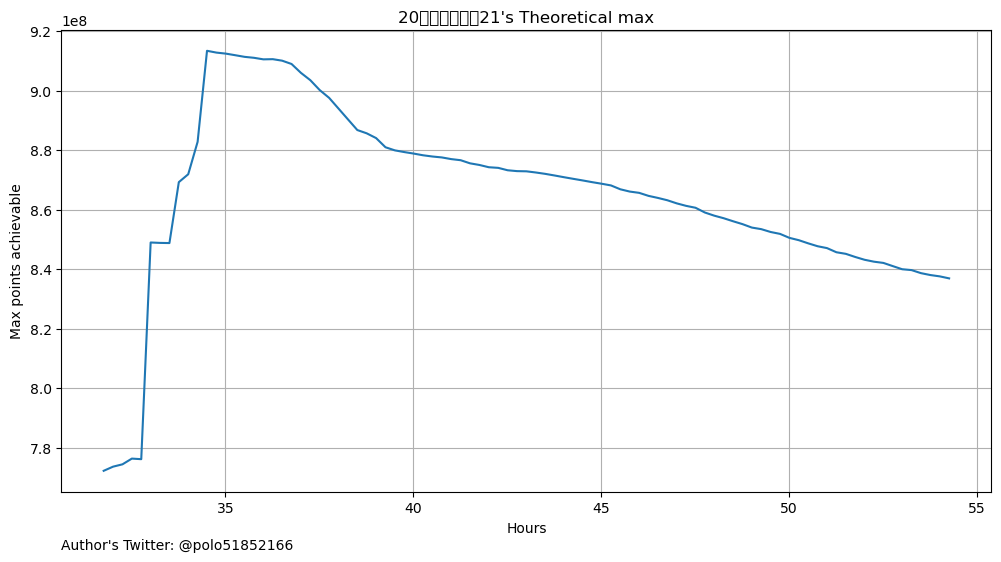 20▯▯▯▯▯▯21's Theoretical max
1e8
9.2
9.0
8.8
8.6
8.4
8.2
8.0
7.8
Max points achievable
35
40
45
50
55
Hours
Author's Twitter: @polo51852166